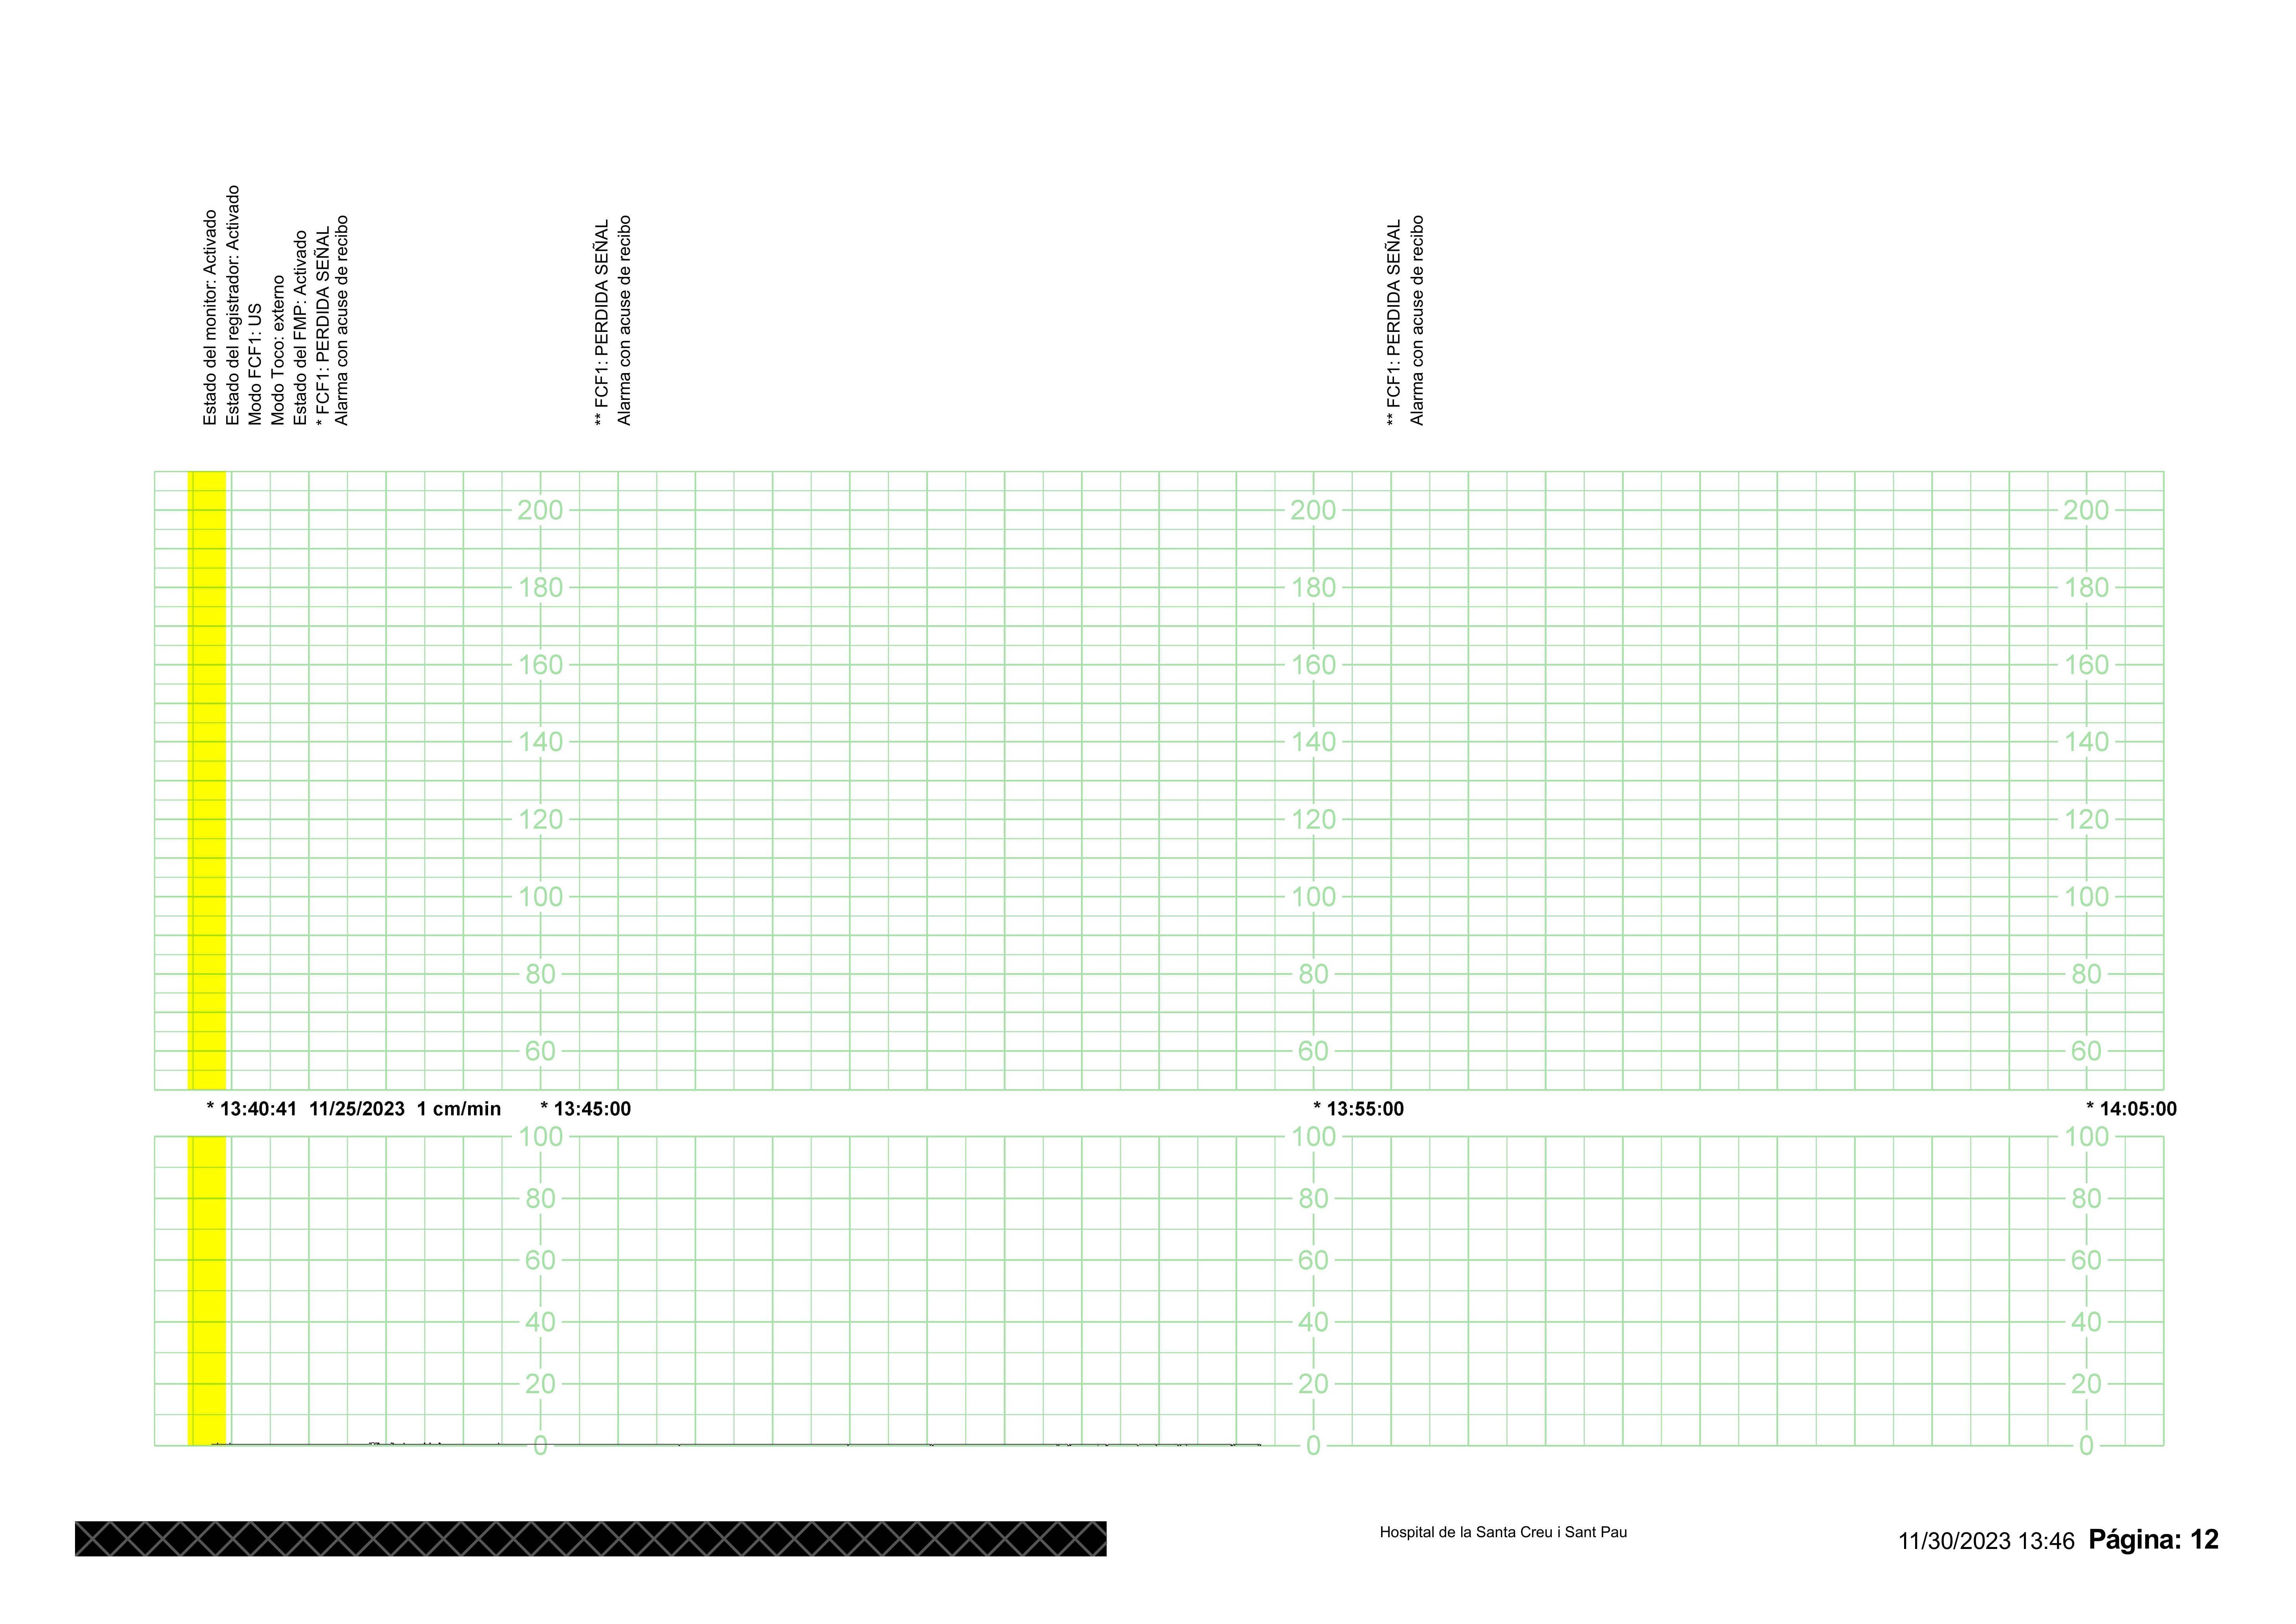 Estado del monitor: Activado
Estado del registrador: Activado
Modo FCF1: US
Modo Toco: externo
Estado del FMP: Activado
* FCF1: PERDIDA SEÑAL
Alarma con acuse de recibo
** FCF1: PERDIDA SEÑAL
Alarma con acuse de recibo
** FCF1: PERDIDA SEÑAL
Alarma con acuse de recibo
200 200 200
180 180 180
160 160 160
140 140 140
120 120 120
100 100 100
80 80 80
60 60 60
* 13:40:41 11/25/2023 1 cm/min * 13:45:00 * 13:55:00 * 14:05:00
100 100 100
80 80 80
60 60 60
40 40 40
20 20 20
0 0 0
Hospital de la Santa Creu i Sant Pau
11/30/2023 13:46 Página: 12